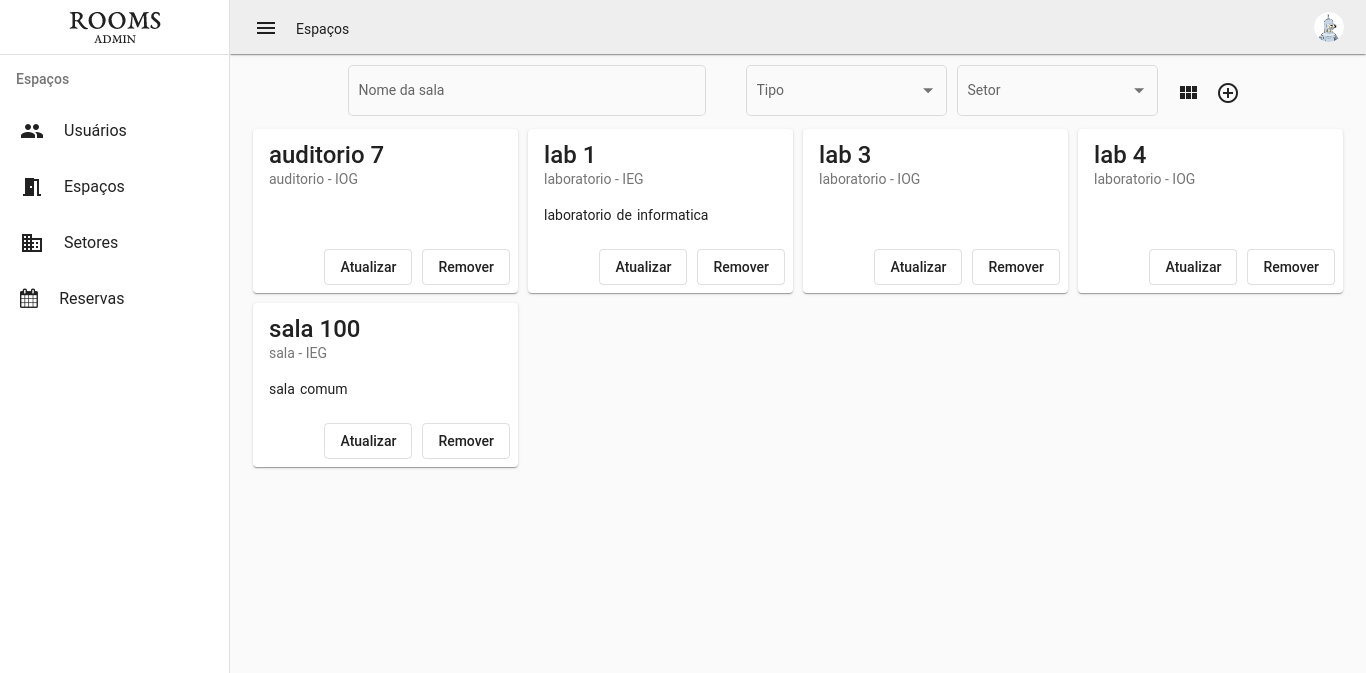 ROOMS
ADMIN
Espaços
Usuários
Espaços
Setores
Reservas
Espaços
Nome da sala
Tipo
Setor
auditorio 7
auditorio - IOG
Atualizar
Remover
lab 1
laboratorio - IEG
laboratorio de informatica
Atualizar
Remover
lab 3
laboratorio - IOG
Atualizar
Remover
lab 4
laboratorio - IOG
Atualizar
Remover
sala 100
sala - IEG
sala comum
Atualizar
Remover